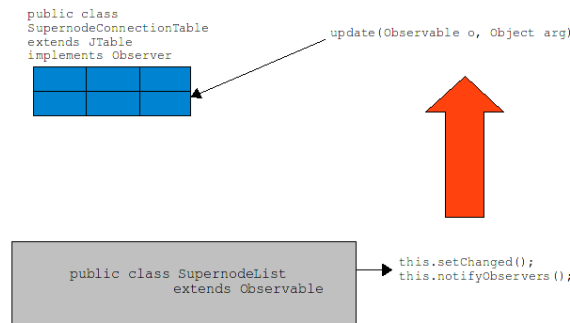 public class
SupernodeConnectionTable
extends JTable
implements Observer
update(Observable o, Object arg)
public class SupernodeList
extends Observable
this.setChanged();
this.notifyObservers();